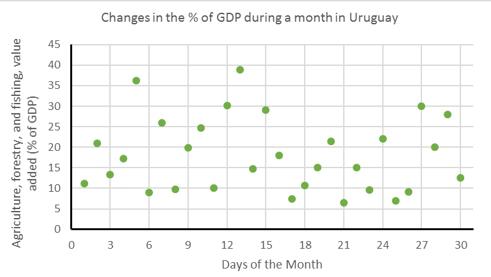 Changes in the % of GDP during a month in Uruguay
Agriculture, forestry, and fishing, value
added (% of GDP)
45
40
35
30
25
20
15
10
5
0
0 3 6 9 12 15 18 21 24 27 30
Days of the Month